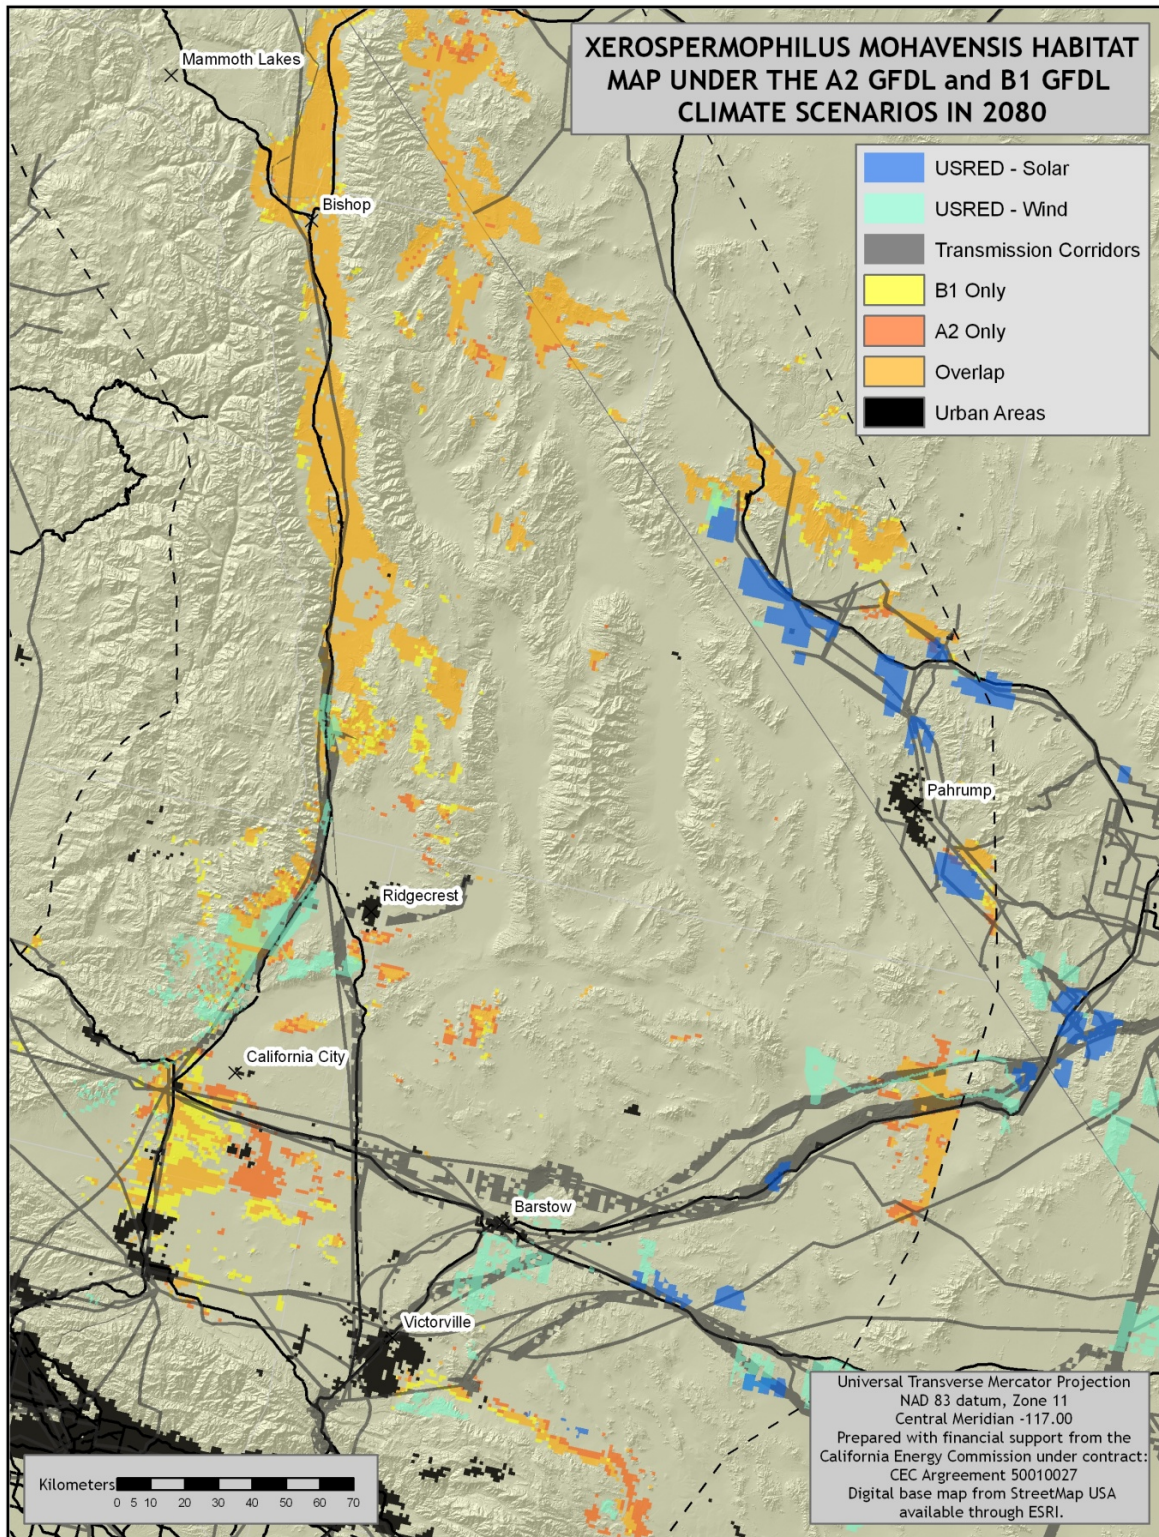 XEROSPERMOPHILUS MOHAVENSIS HABITAT
MAP UNDER THE A2 GFDL and B1 GFDL
CLIMATE SCENARIOS IN 2080
USRED - Solar
USRED - Wind
Transmission Corridors
B1 Only
A2 Only
Overlap
Urban Areas
Mammoth Lakes
Bishop
Pahrump
Ridgecrest
California City
Barstow
Victorville
Universal Transverse Mercator Projection
NAD 83 datum, Zone 11
Central Meridian -117.00
Prepared with financial support from the
California Energy Commission under contract:
CEC Argreement 50010027
Digital base map from StreetMap USA
available through ESRI.
Kilometers
0 5 10 20 30 40 50 60 70